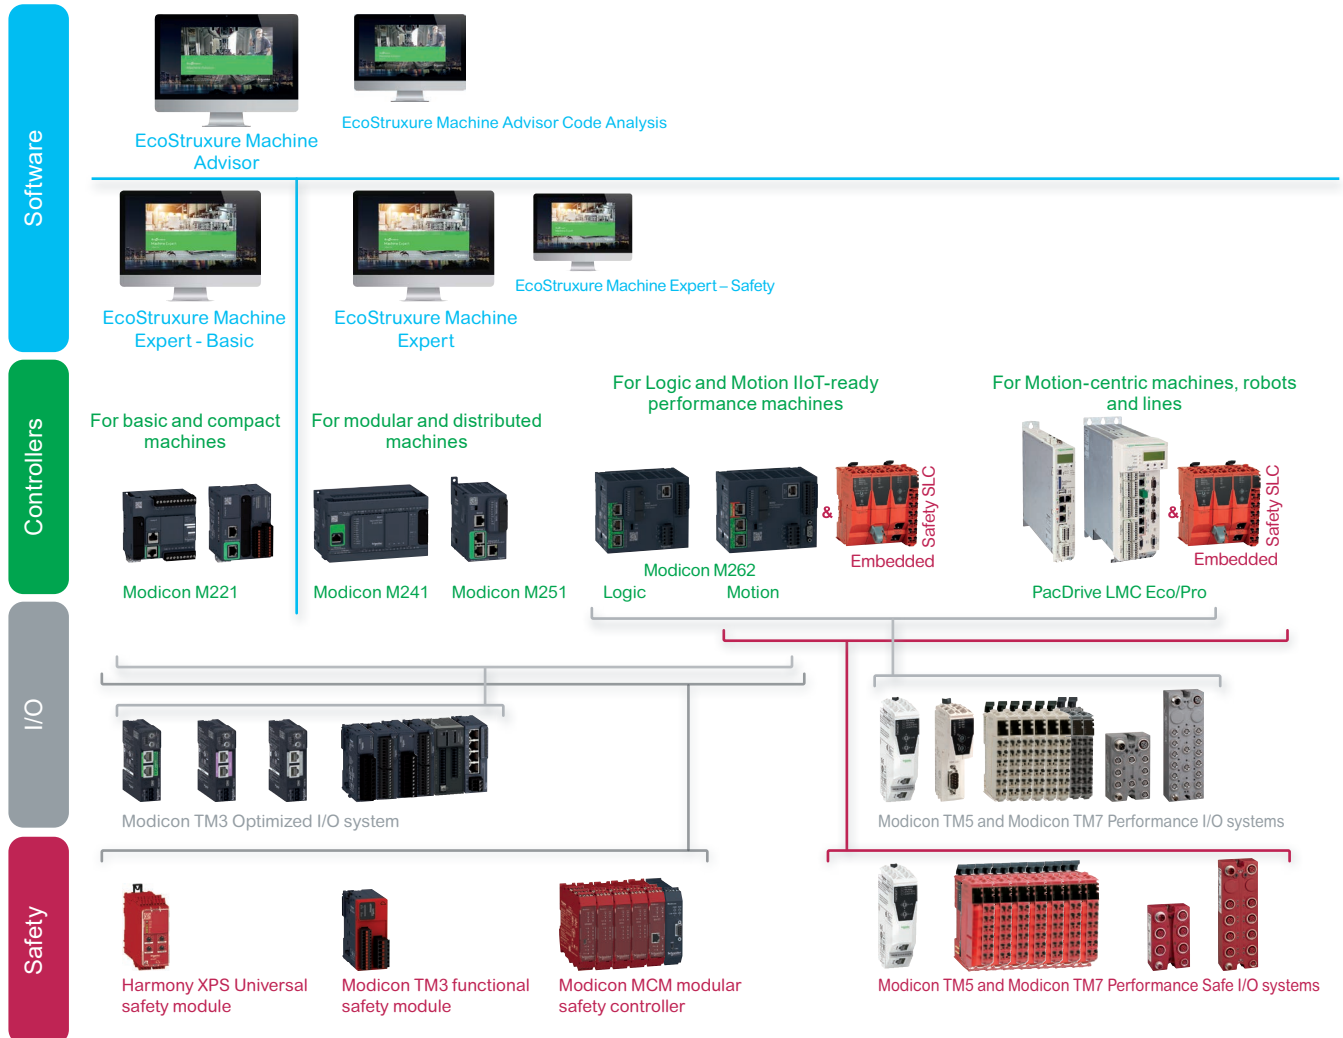 Software
EcoStruxure Machine
Advisor
EcoStruxure Machine Advisor Code Analysis
EcoStruxure Machine
Expert - Basic
EcoStruxure Machine
Expert
EcoStruxure Machine Expert – Safety
Controllers
For basic and compact
machines
For modular and distributed
machines
For Logic and Motion IIoT-ready
performance machines
For Motion-centric machines, robots
and lines
&
Safety SLC
Embedded
&
Safety SLC
Embedded
Modicon M221
Modicon M241
Modicon M251
Modicon M262
Logic
Motion
PacDrive LMC Eco/Pro
I/O
Modicon TM3 Optimized I/O system
Modicon TM5 and Modicon TM7 Performance I/O systems
Safety
Harmony XPS Universal
safety module
Modicon TM3 functional
safety module
Modicon MCM modular
safety controller
Modicon TM5 and Modicon TM7 Performance Safe I/O systems